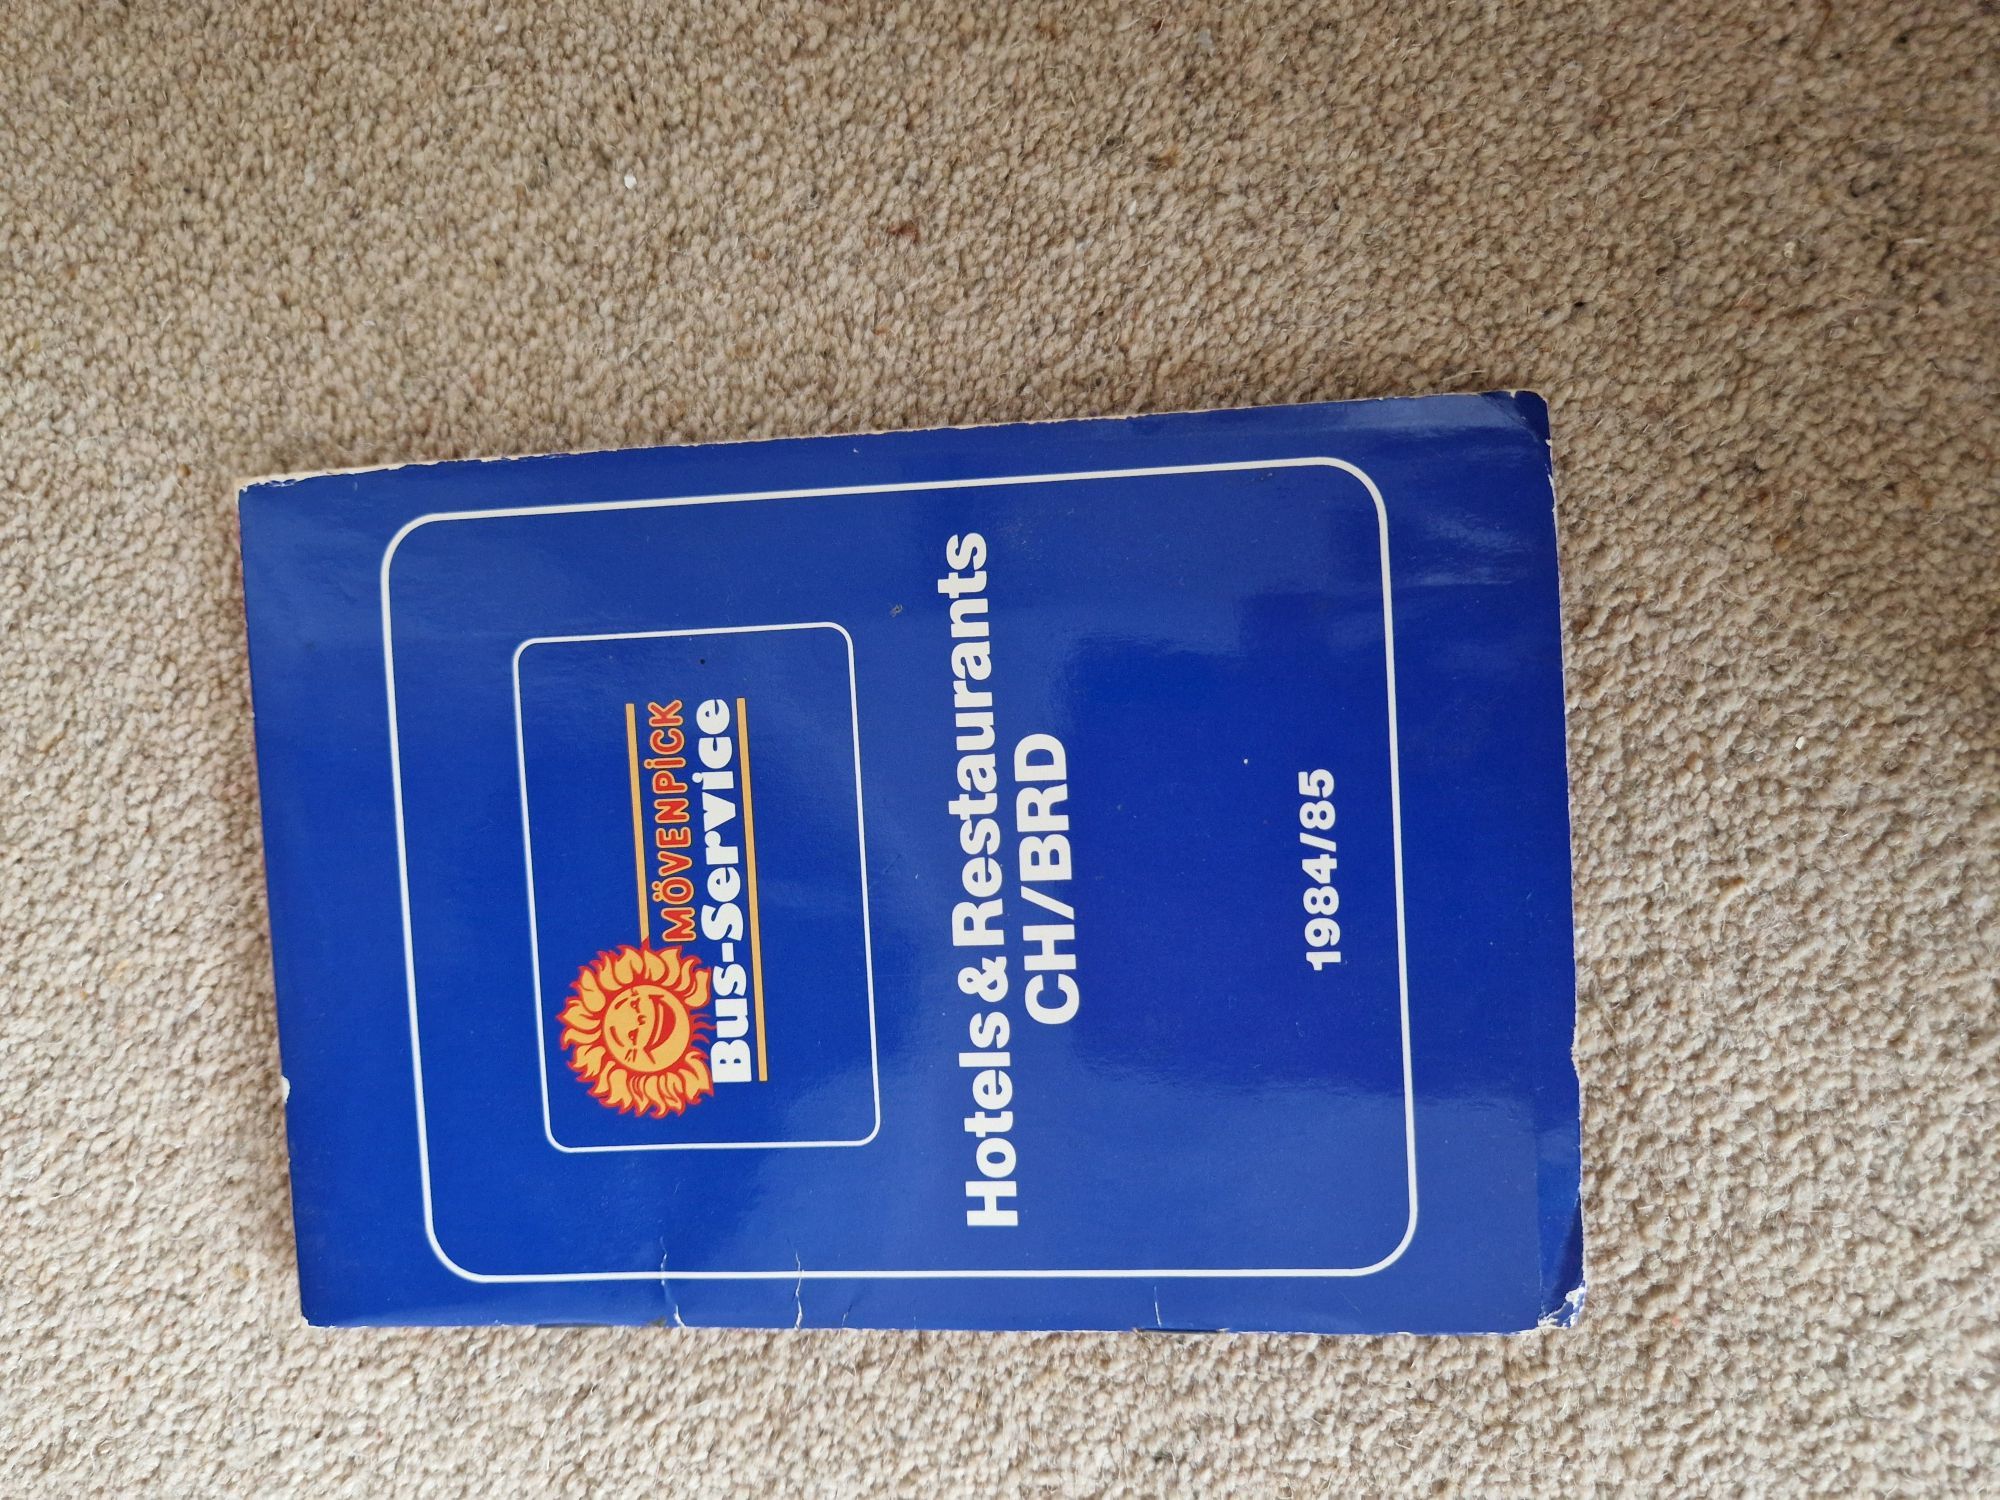 MÖVENPiCK
Bus-Service
Hotels & Restaurants
CH/BRD
1984/85